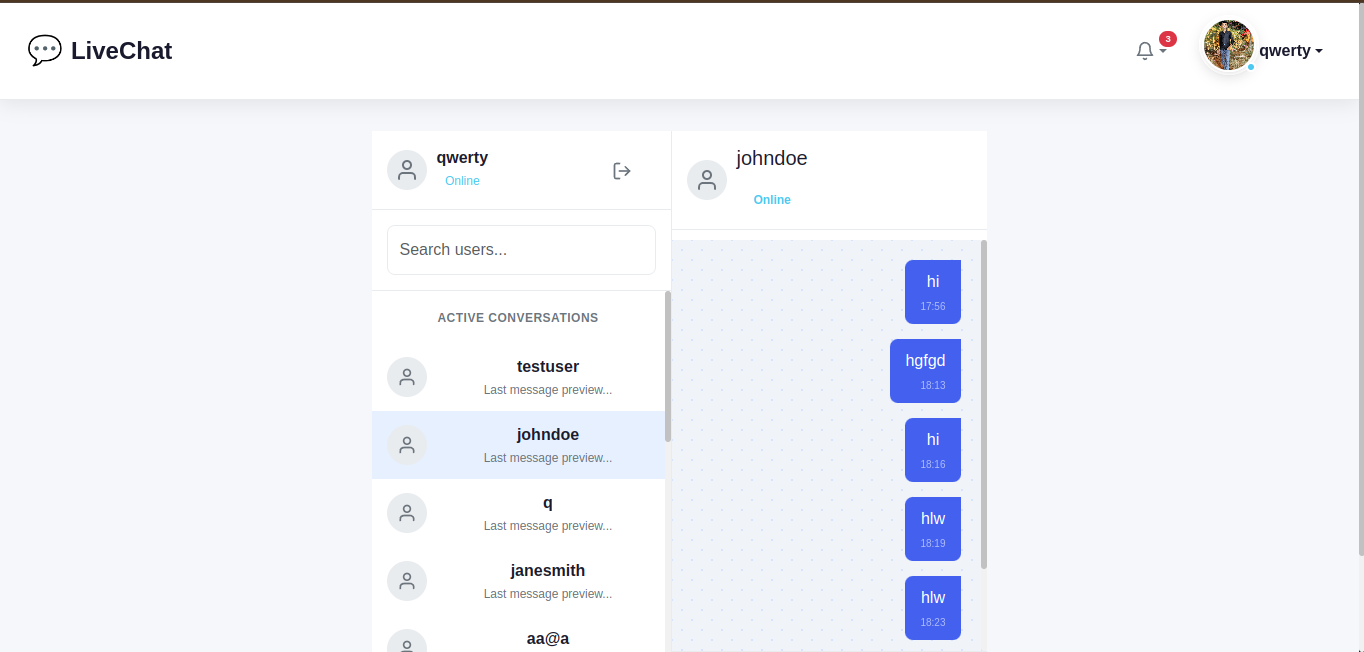 LiveChat
3
qwerty
qwerty
Online
Search users...
ACTIVE CONVERSATIONS
testuser
Last message preview...
johndoe
Last message preview...
q
Last message preview...
janesmith
Last message preview...
aa@a
johndoe
Online
hi
17:56
hgfgd
18:13
hi
18:16
hlw
18:19
hlw
18:23